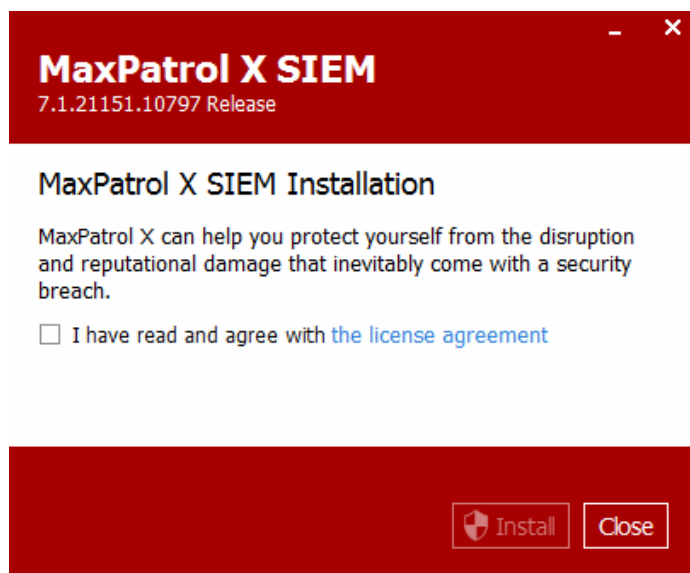 MaxPatrol X SIEM
7.1.21151.10797 Release
MaxPatrol X SIEM Installation
MaxPatrol X can help you protect yourself from the disruption
and reputational damage that inevitably come with a security
breach.
I have read and agree with the license agreement
Install
Close